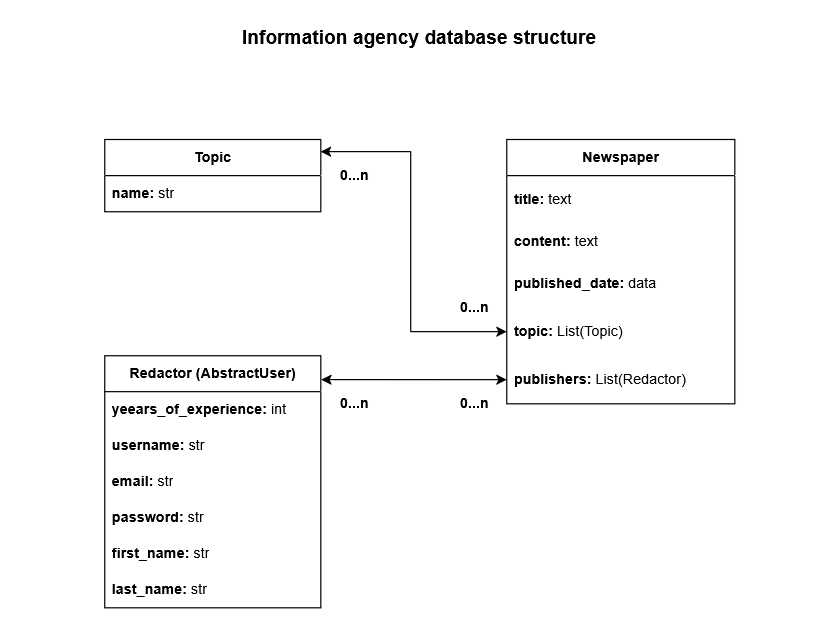 Information agency database structure
Topic
name: str
0...n
Newspaper
title: text
content: text
published_date: data
0...n
topic: List(Topic)
publishers: List(Redactor)
Redactor (AbstractUser)
0...n
0...n
yeears_of_experience: int
username: str
email: str
password: str
first_name: str
last_name: str